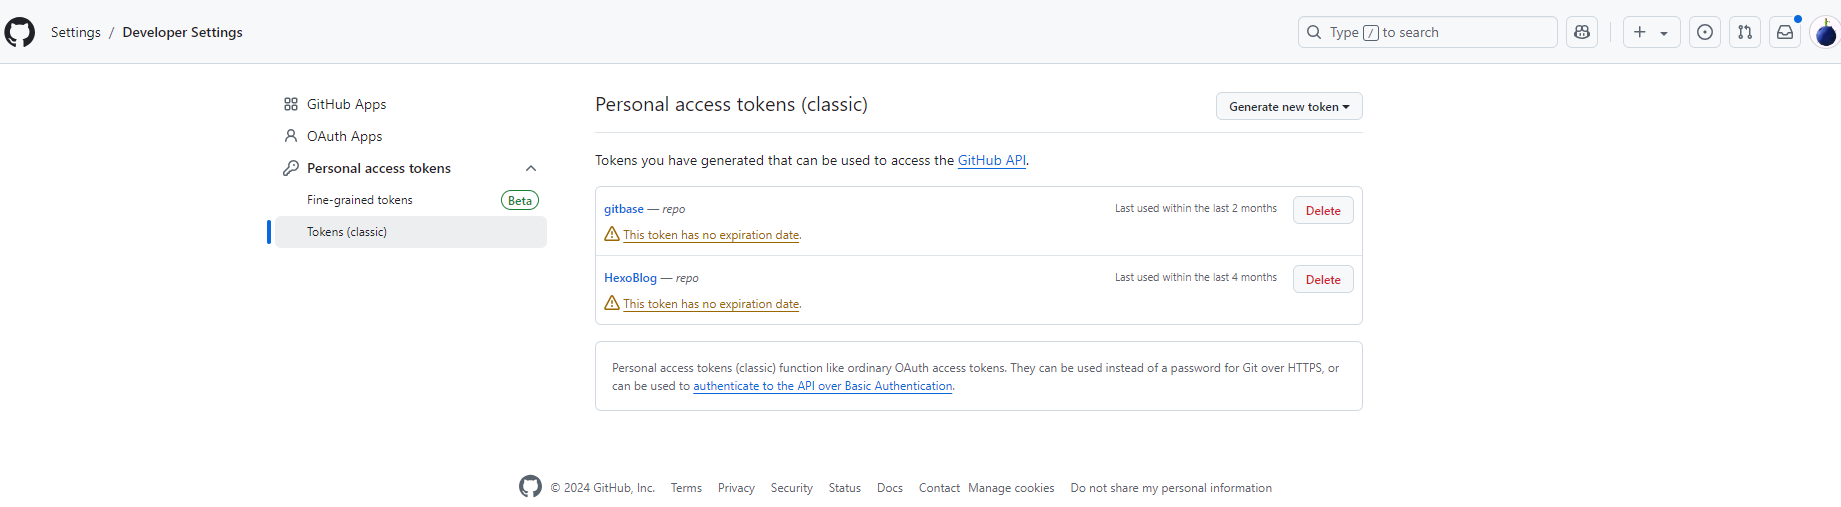 Settings / Developer Settings
Type / to search
GitHub Apps
OAuth Apps
Personal access tokens
Fine-grained tokens Beta
Tokens (classic)
Personal access tokens (classic)
Generate new token
Tokens you have generated that can be used to access the GitHub API.
gitbase — repo
Last used within the last 2 months
Delete
This token has no expiration date.
HexoBlog — repo
Last used within the last 4 months
Delete
This token has no expiration date.
Personal access tokens (classic) function like ordinary OAuth access tokens. They can be used instead of a password for Git over HTTPS, or
can be used to authenticate to the API over Basic Authentication.
© 2024 GitHub, Inc. Terms Privacy Security Status Docs Contact Manage cookies Do not share my personal information